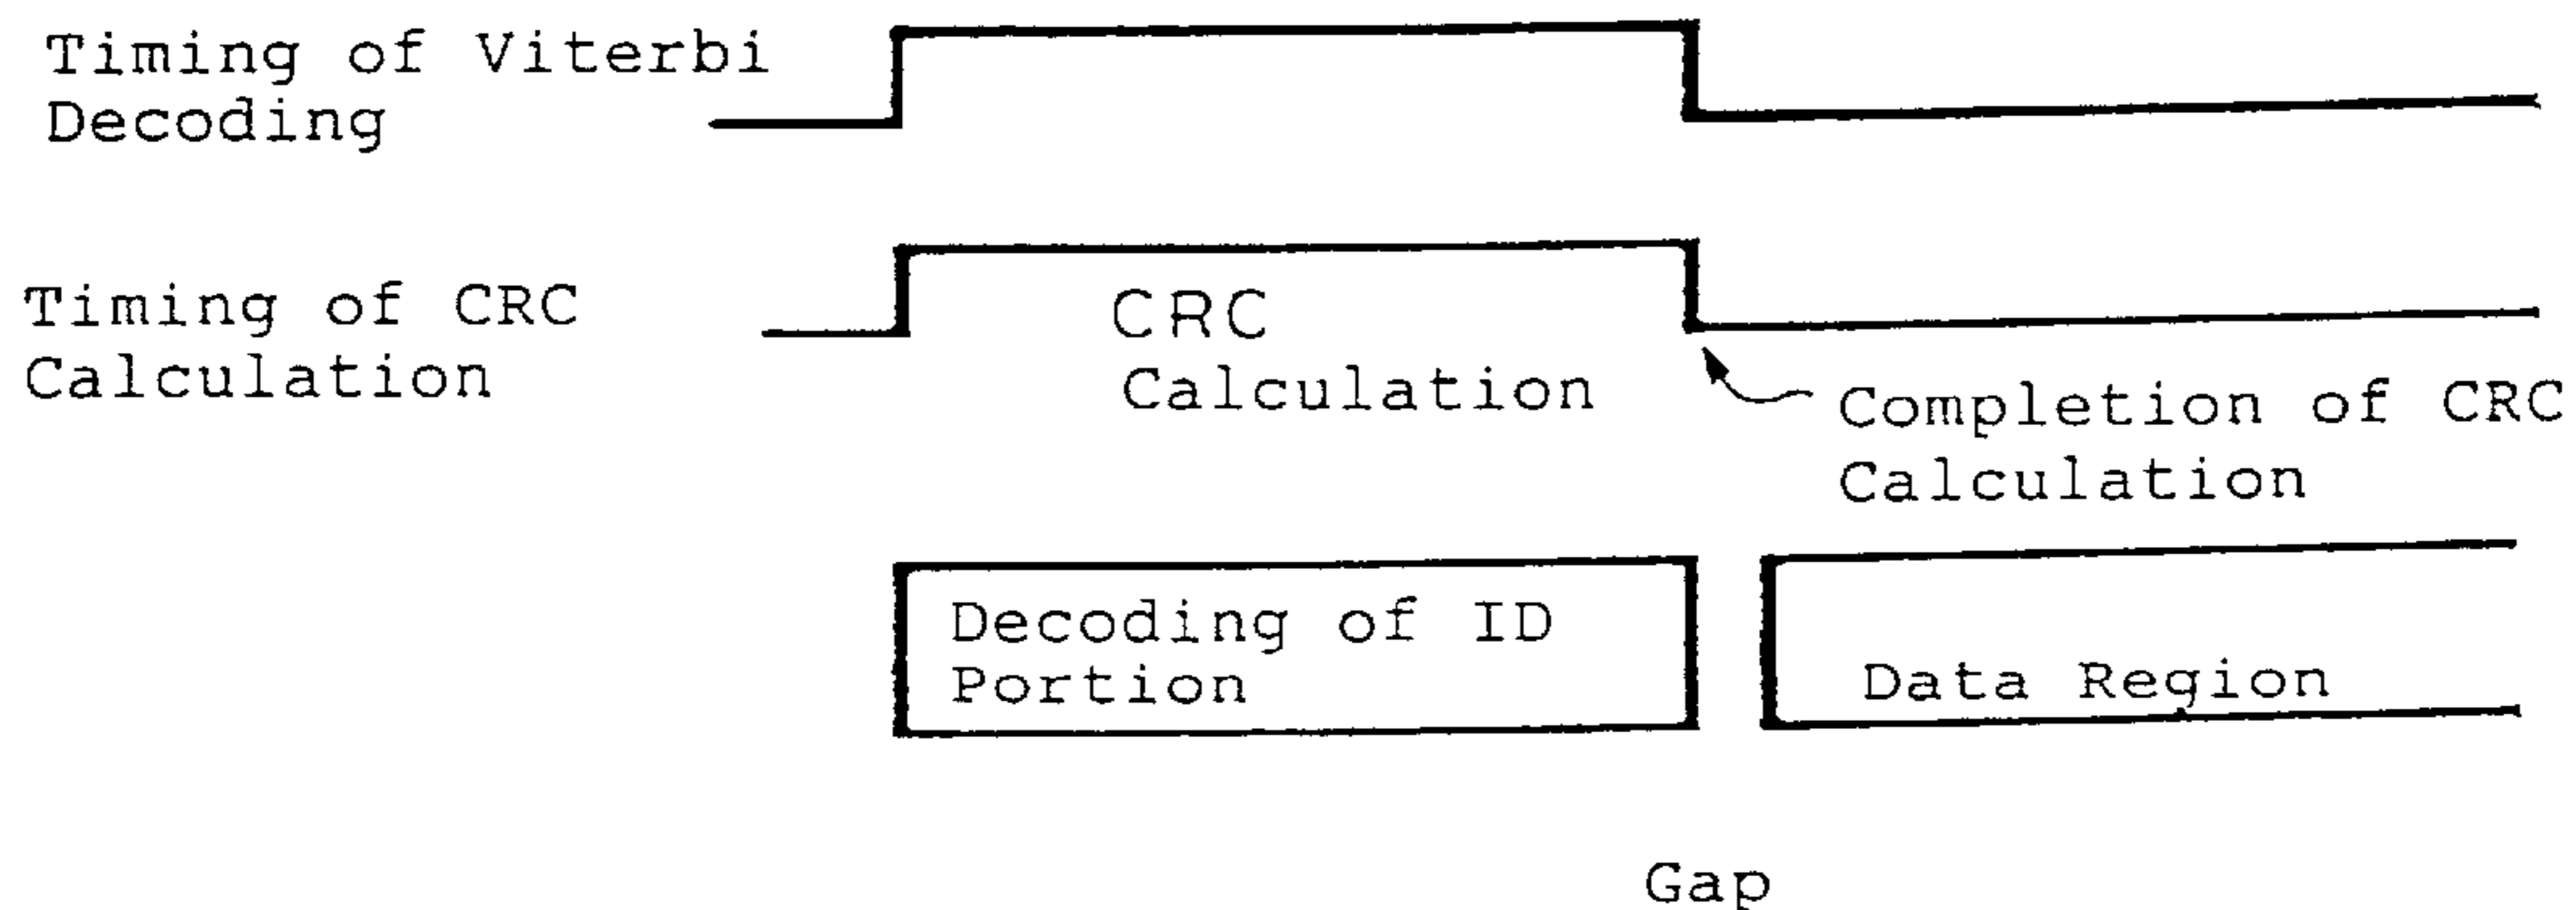 Timing of Viterbi
Decoding
Timing of CRC
Calculation
CRC
Calculation
Completion of CRC
Calculation
Decoding of ID
Portion
Data Region
Gap